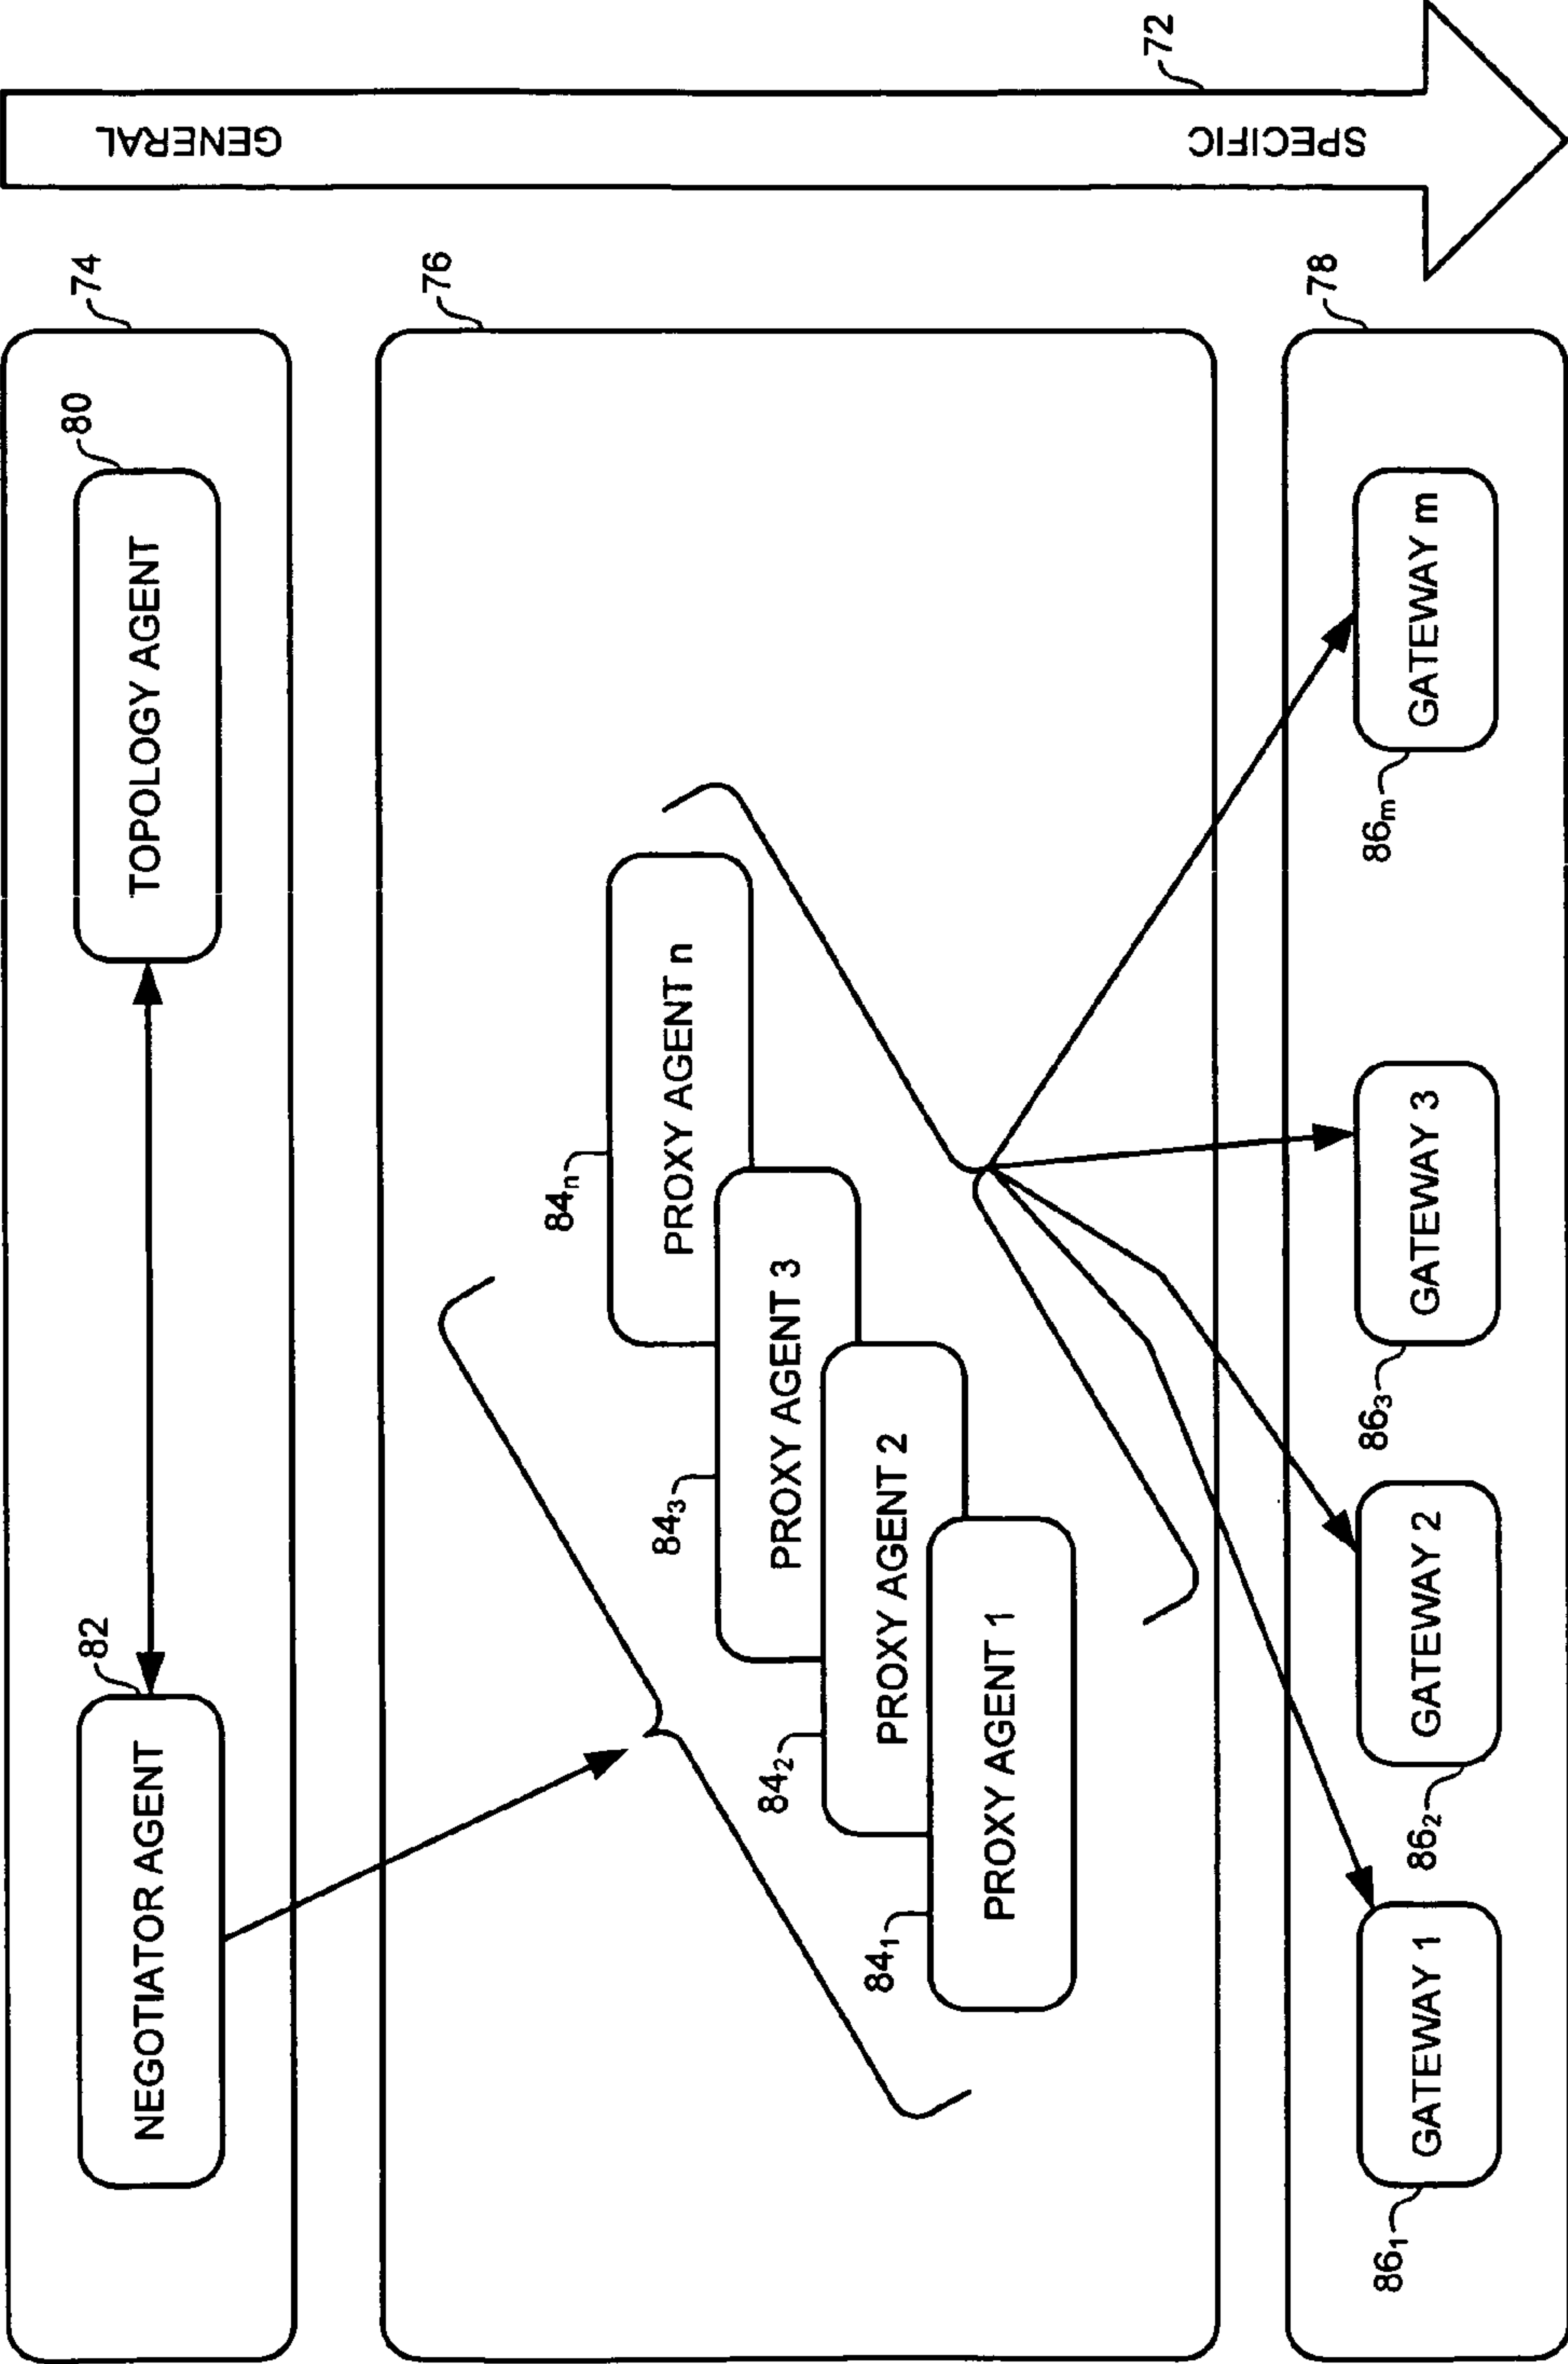 74
80
TOPOLOGY AGENT
82
NEGOTIATOR AGENT
GENERAL
76
84n
PROXY AGENT n
843
PROXY AGENT 3
842
PROXY AGENT 2
841
PROXY AGENT 1
72
SPECIFIC
78
861
GATEWAY 1
862
GATEWAY 2
863
GATEWAY 3
86m
GATEWAY m